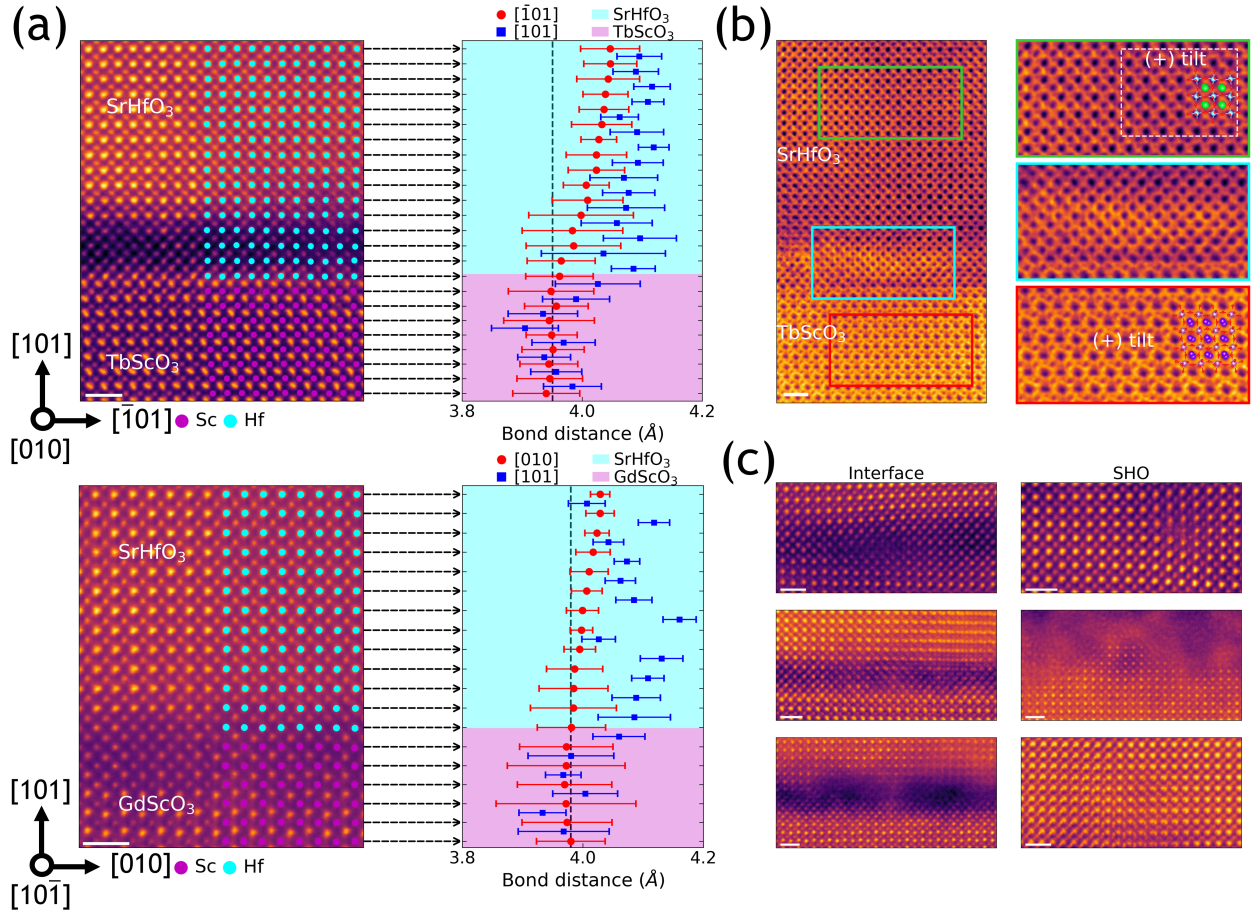 (a)
[1̄01] SrHfO₃
[101] TbScO₃
SrHfO₃
TbScO₃
[101]
[1̄01]
[010]
Sc Hf
3.8 4.0 4.2
Bond distance (Å)
[010] SrHfO₃
[101] GdScO₃
SrHfO₃
GdScO₃
[101]
[010]
[101̄]
Sc Hf
3.8 4.0 4.2
Bond distance (Å)
(b)
SrHfO₃
TbScO₃
(+) tilt
(+) tilt
(c)
Interface SHO